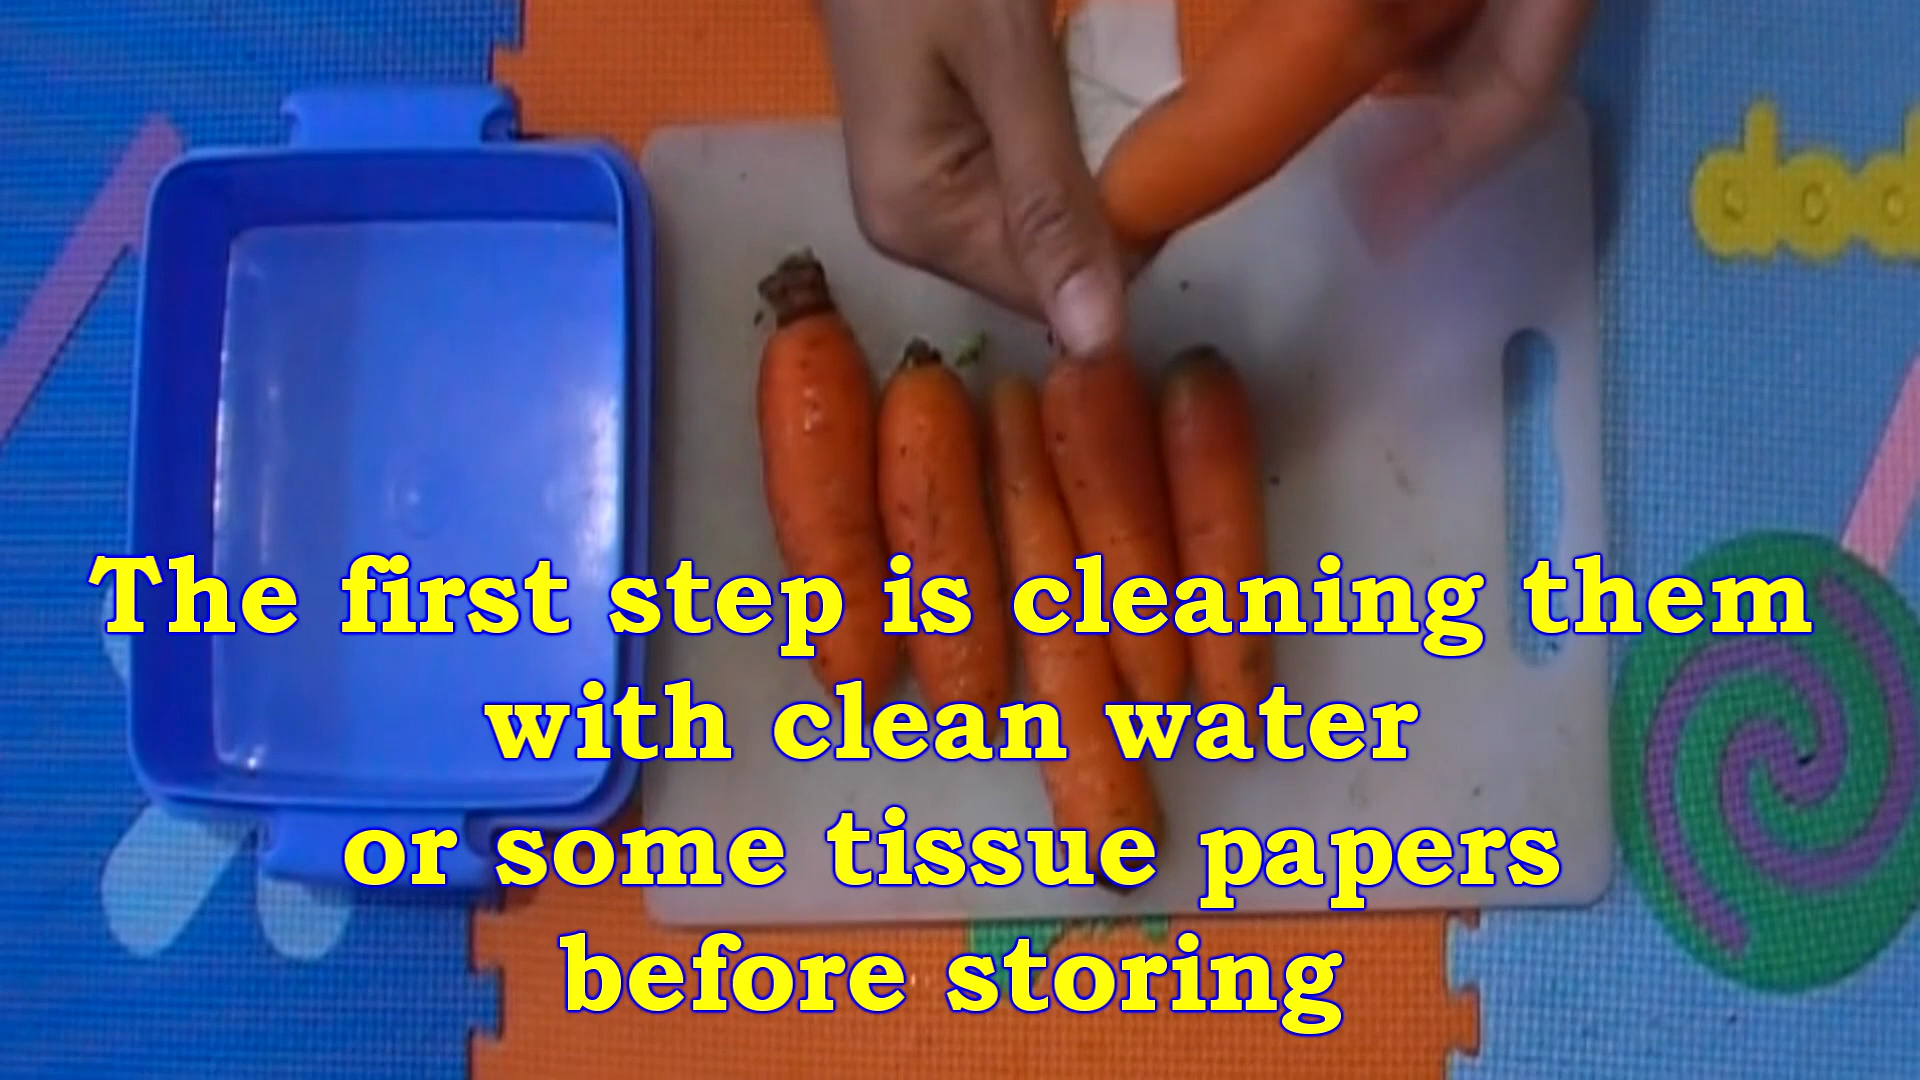 The first step is cleaning them
with clean water
or some tissue papers
before storing